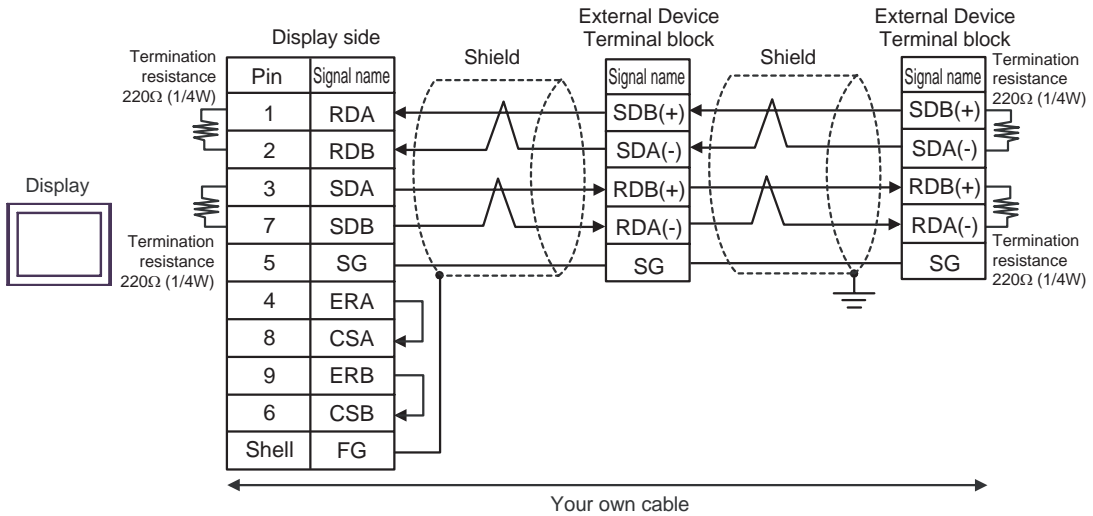 External Device
Terminal block
External Device
Terminal block
Display side
Shield
Shield
Termination
resistance
220Ω (1/4W)
Termination
resistance
220Ω (1/4W)
Pin Signal name Signal name Signal name
1 RDA SDB(+) SDB(+)
2 RDB SDA(-) SDA(-)
3 SDA RDB(+) RDB(+)
7 SDB RDA(-) RDA(-)
5 SG SG SG
4 ERA
8 CSA
9 ERB
6 CSB
Shell FG
Display
Termination
resistance
220Ω (1/4W)
Termination
resistance
220Ω (1/4W)
Your own cable